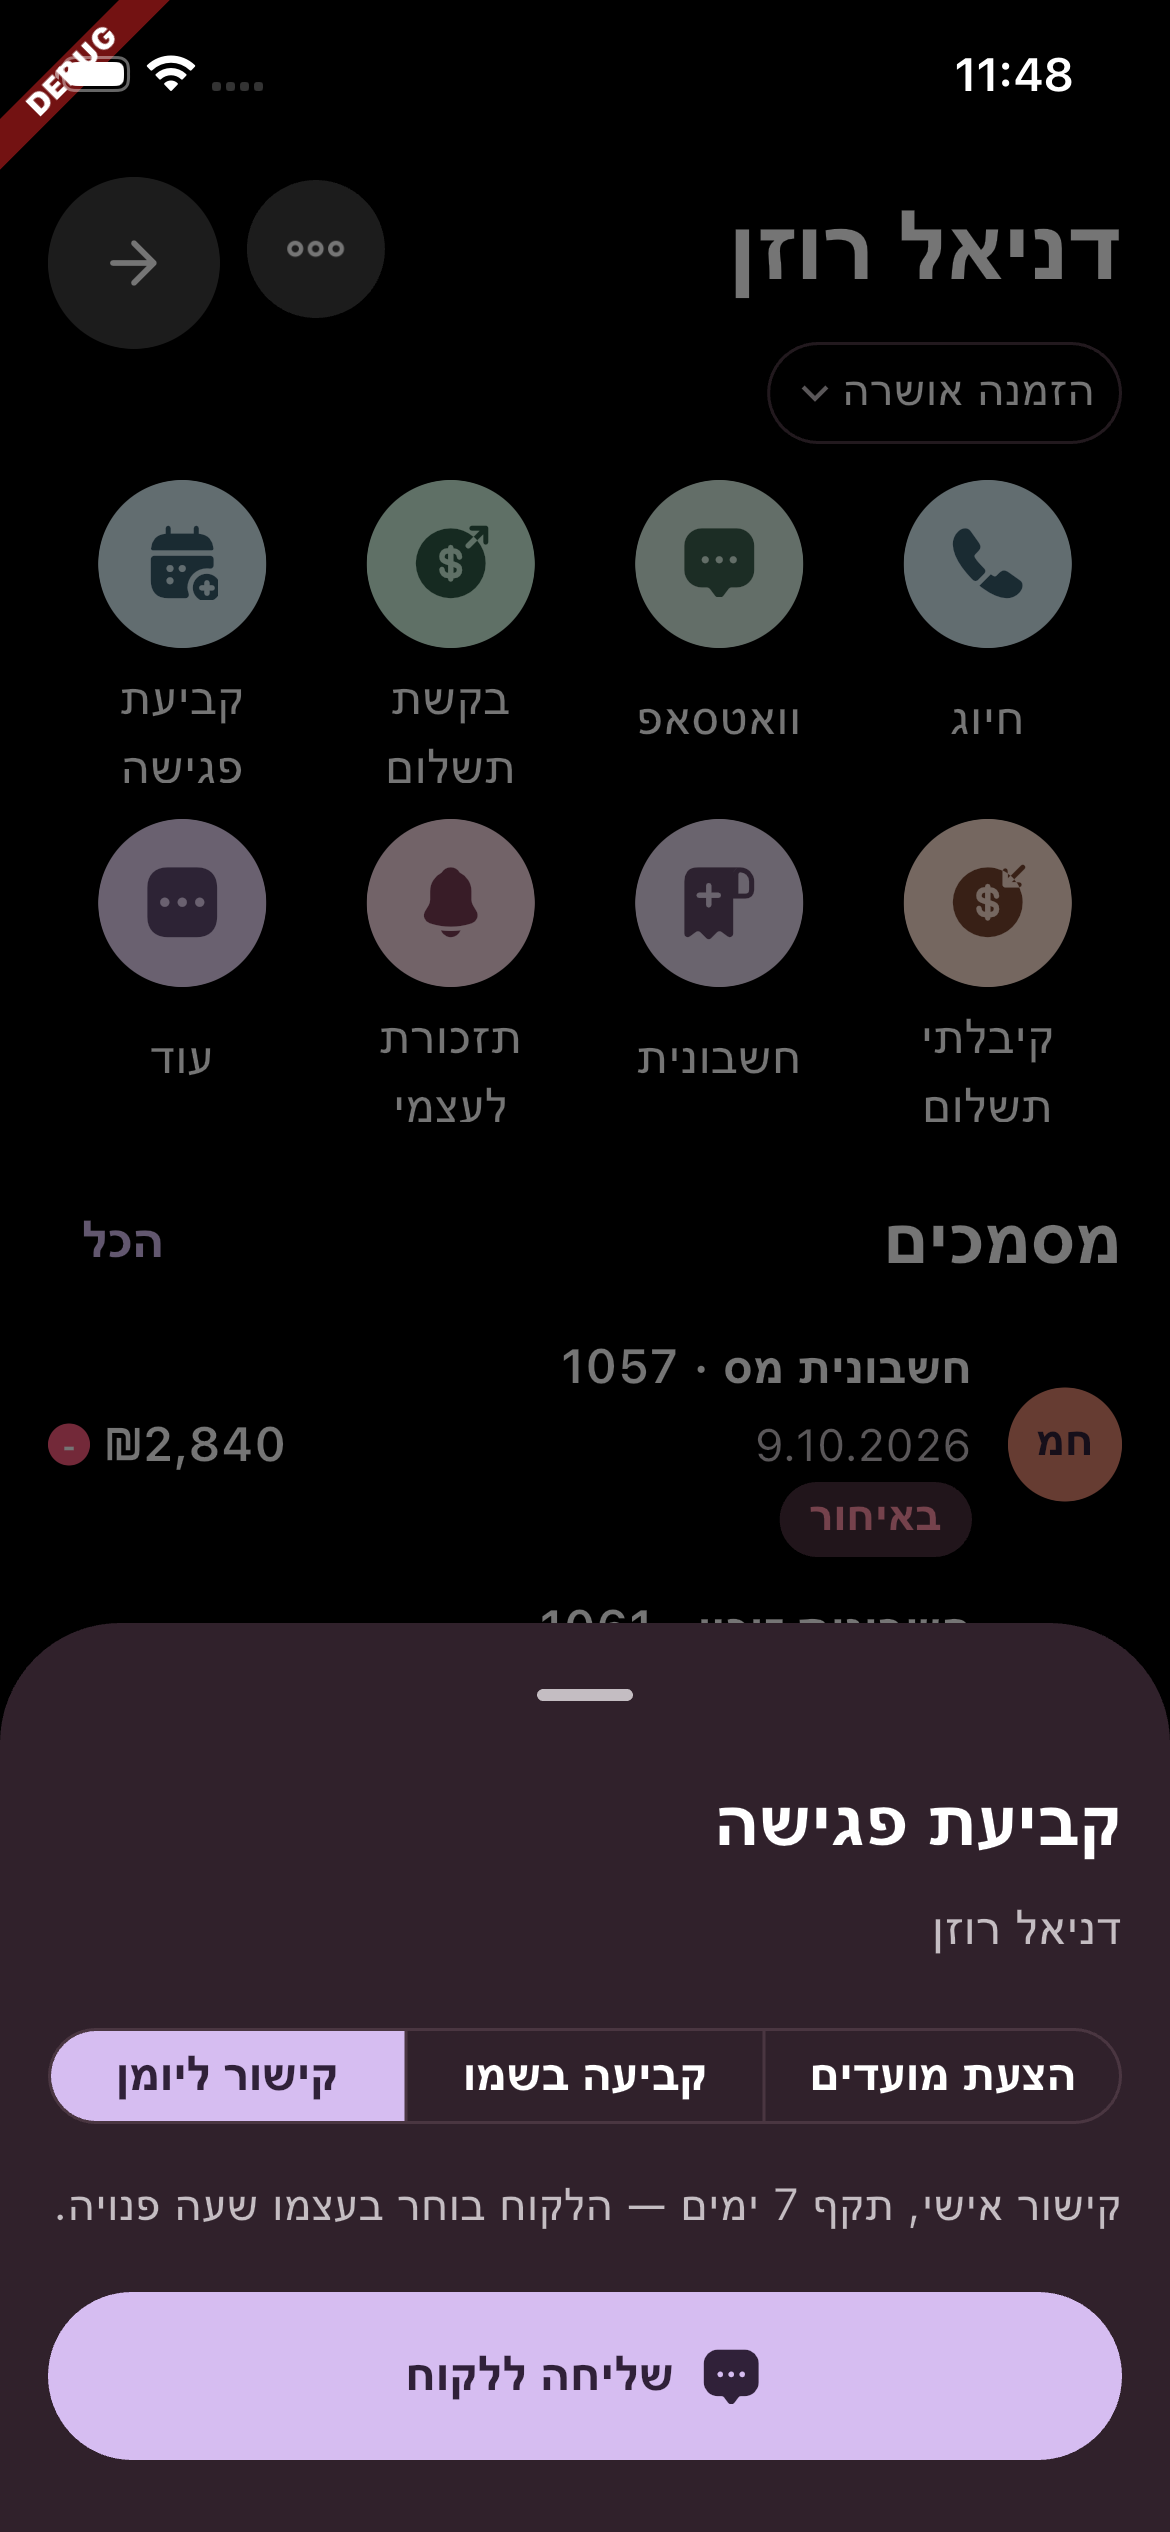 DEBUG
11:48
דניאל רוזן
הזמנה אושרה
חיוג
וואטסאפ
בקשת
תשלום
קביעת
פגישה
קיבלתי
תשלום
חשבונית
תזכורת
לעצמי
עוד
מסמכים
הכל
חשבונית מס · 1057
חמ
9.10.2026
₪2,840
-
באיחור
קביעת פגישה
דניאל רוזן
הצעת מועדים
קביעה בשמו
קישור ליומן
קישור אישי, תקף 7 ימים — הלקוח בוחר בעצמו שעה פנויה.
שליחה ללקוח